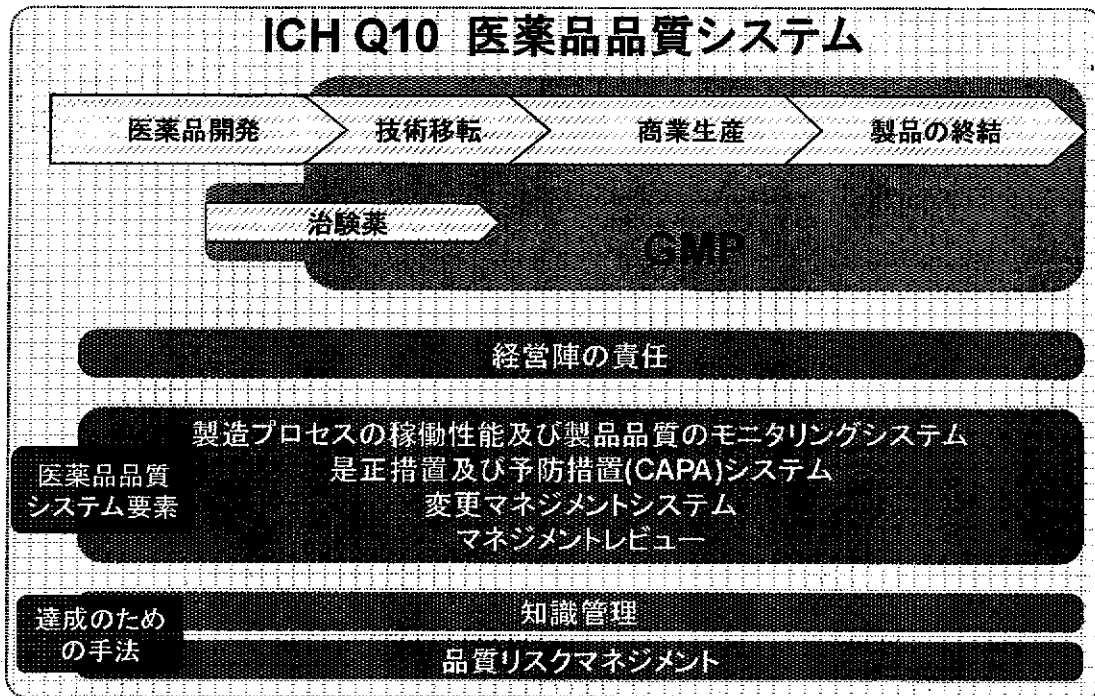 ICH Q10 医薬品品質システム
医薬品開発
技術移転
商業生産
製品の終結
治験薬
GMP
経営陣の責任
製造プロセスの稼働性能及び製品品質のモニタリングシステム
是正措置及び予防措置(CAPA)システム
変更マネジメントシステム
マネジメントレビュー
医薬品品質
システム要素
知識管理
品質リスクマネジメント
達成のため
の手法